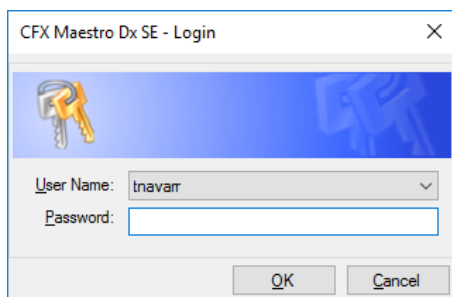 CFX Maestro Dx SE - Login
User Name: tnavarr
Password:
OK Cancel